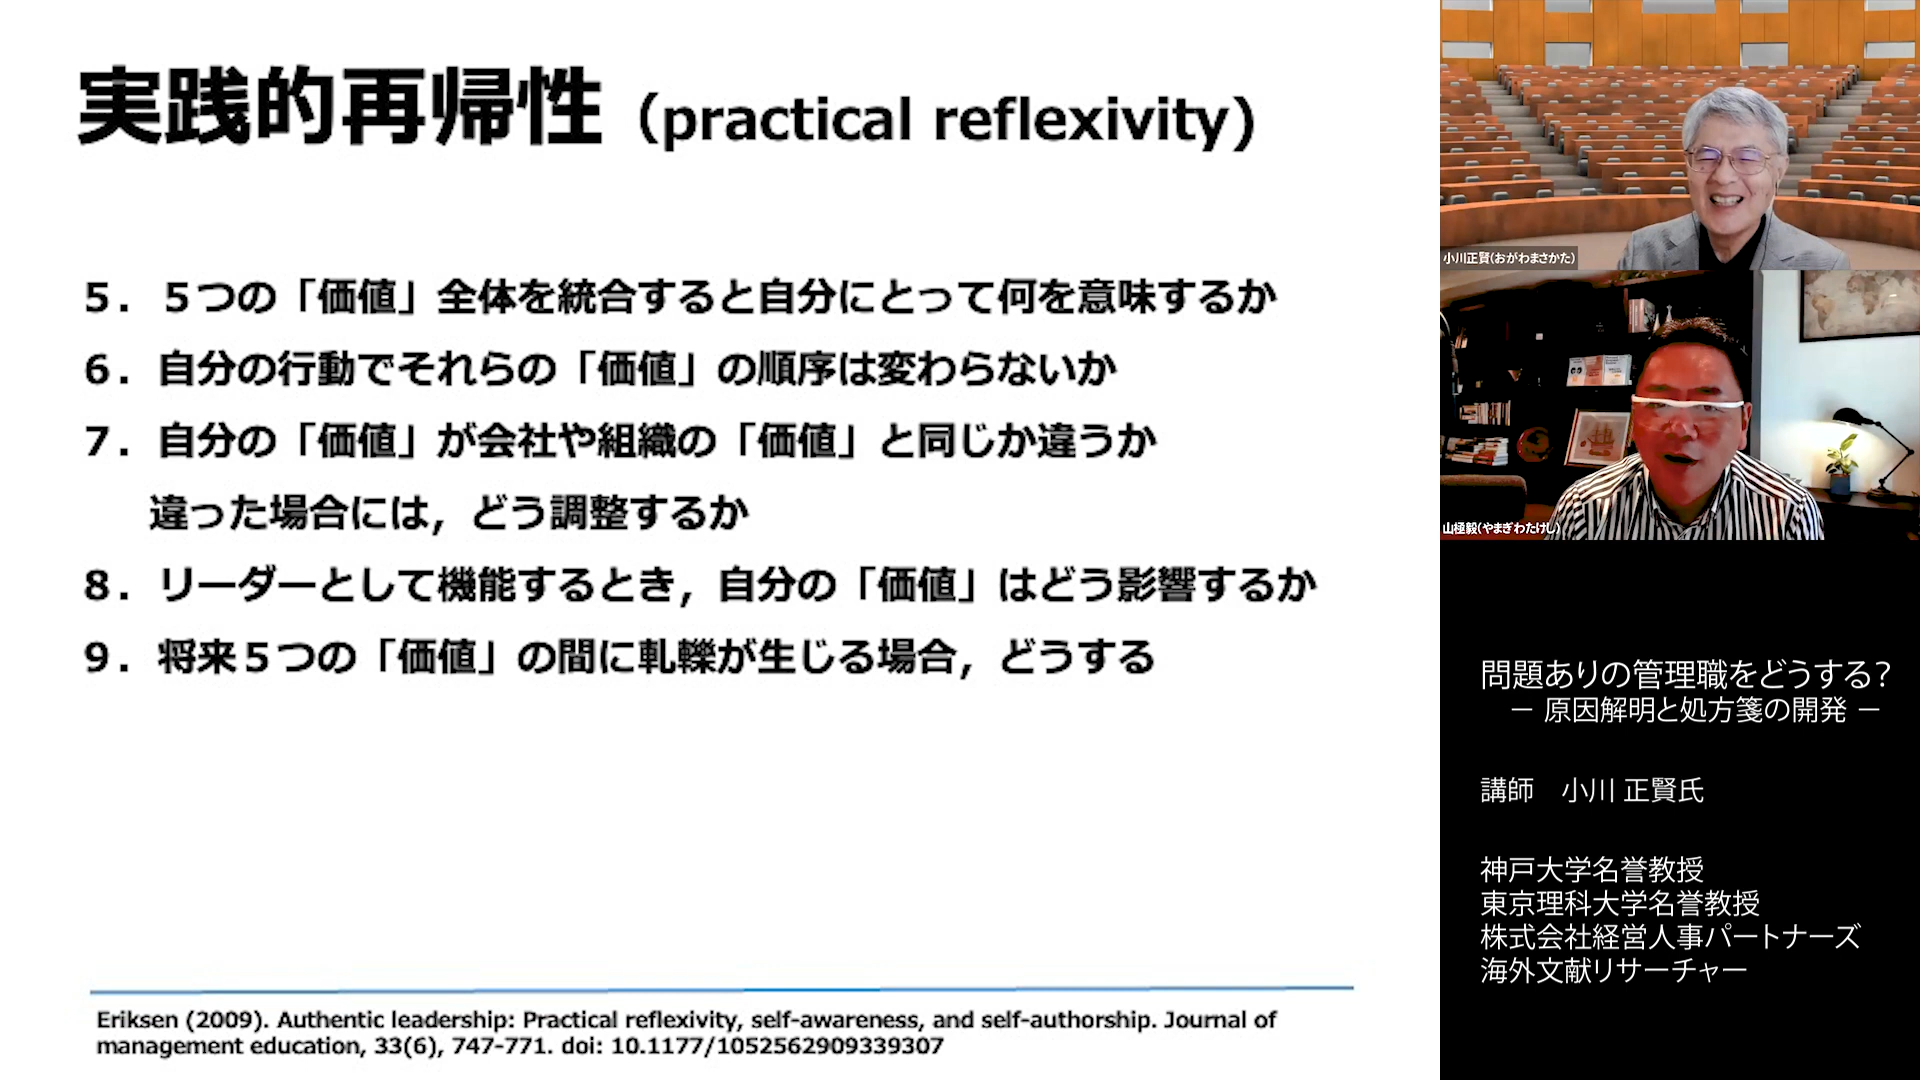 実践的再帰性（practical reflexivity）
５．５つの「価値」全体を統合すると自分にとって何を意味するか
６．自分の行動でそれらの「価値」の順序は変わらないか
７．自分の「価値」が会社や組織の「価値」と同じか違うか
違った場合には，どう調整するか
８．リーダーとして機能するとき，自分の「価値」はどう影響するか
９．将来５つの「価値」の間に軋轢が生じる場合，どうする
Eriksen (2009). Authentic leadership: Practical reflexivity, self-awareness, and self-authorship. Journal of
management education, 33(6), 747-771. doi: 10.1177/1052562909339307
小川正賢(おがわまさかた)
山極毅(やまぎわたけし)
問題ありの管理職をどうする？
－ 原因解明と処方箋の開発 －
講師　小川 正賢氏
神戸大学名誉教授
東京理科大学名誉教授
株式会社経営人事パートナーズ
海外文献リサーチャー